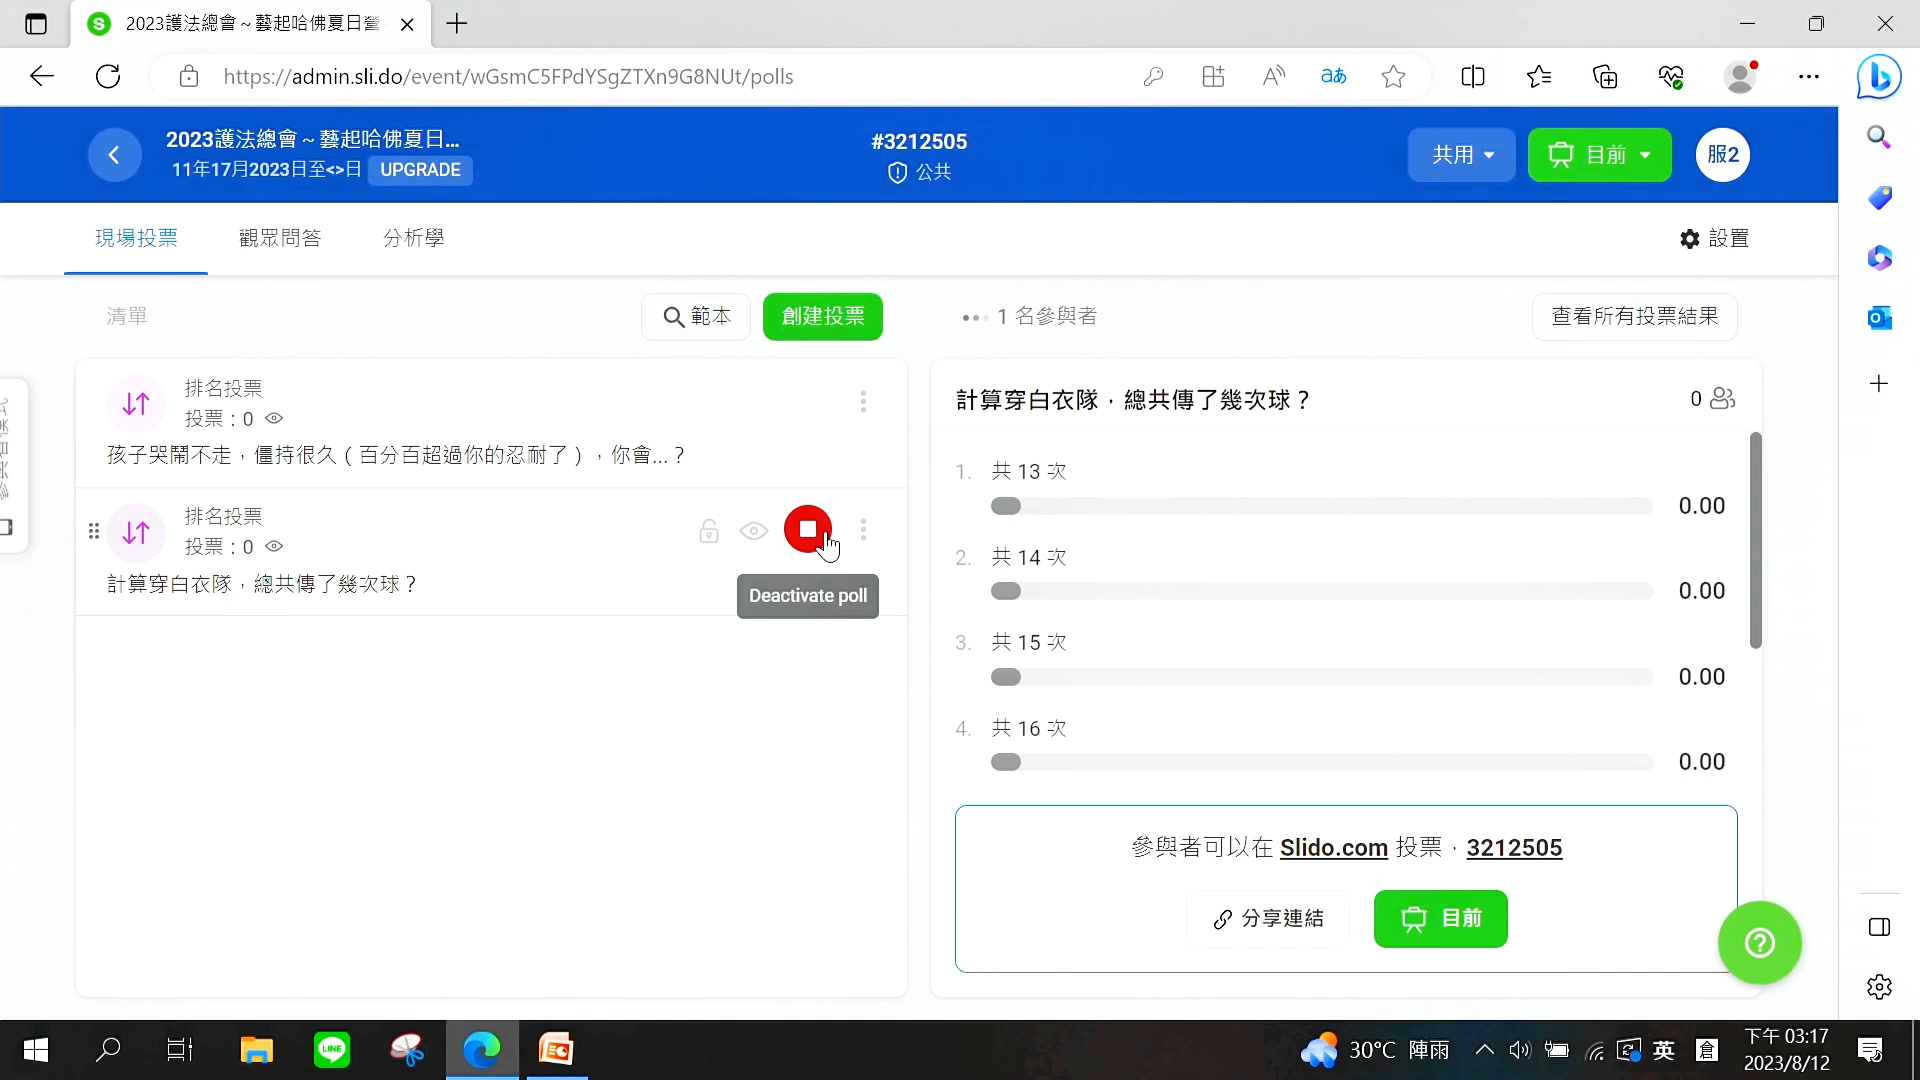 2023護法總會～藝起哈佛夏日營
https://admin.sli.do/event/wGsmC5FPdYSgZTXn9G8NUt/polls
2023護法總會～藝起哈佛夏日...
11年17月2023日至<>日 UPGRADE
#3212505
公共
共用
目前
服2
現場投票
觀眾問答
分析學
設置
清單
範本
創建投票
1 名參與者
查看所有投票結果
排名投票
投票：0
孩子哭鬧不走，僵持很久（百分百超過你的忍耐了），你會...？
排名投票
投票：0
計算穿白衣隊，總共傳了幾次球？
Deactivate poll
計算穿白衣隊，總共傳了幾次球？
0
1. 共 13 次
0.00
2. 共 14 次
0.00
3. 共 15 次
0.00
4. 共 16 次
0.00
參與者可以在 Slido.com 投票，3212505
分享連結
目前
LINE
30°C 陣雨
英
倉
下午 03:17
2023/8/12